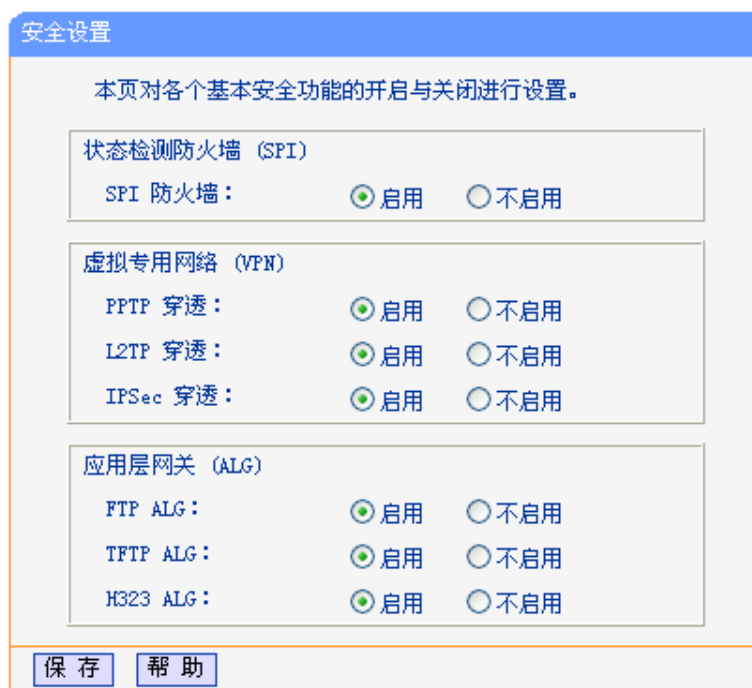 安全设置
本页对各个基本安全功能的开启与关闭进行设置。
状态检测防火墙 (SPI)
SPI 防火墙： 启用 不启用
虚拟专用网络 (VPN)
PPTP 穿透： 启用 不启用
L2TP 穿透： 启用 不启用
IPSec 穿透： 启用 不启用
应用层网关 (ALG)
FTP ALG： 启用 不启用
TFTP ALG： 启用 不启用
H323 ALG： 启用 不启用
保 存 帮 助